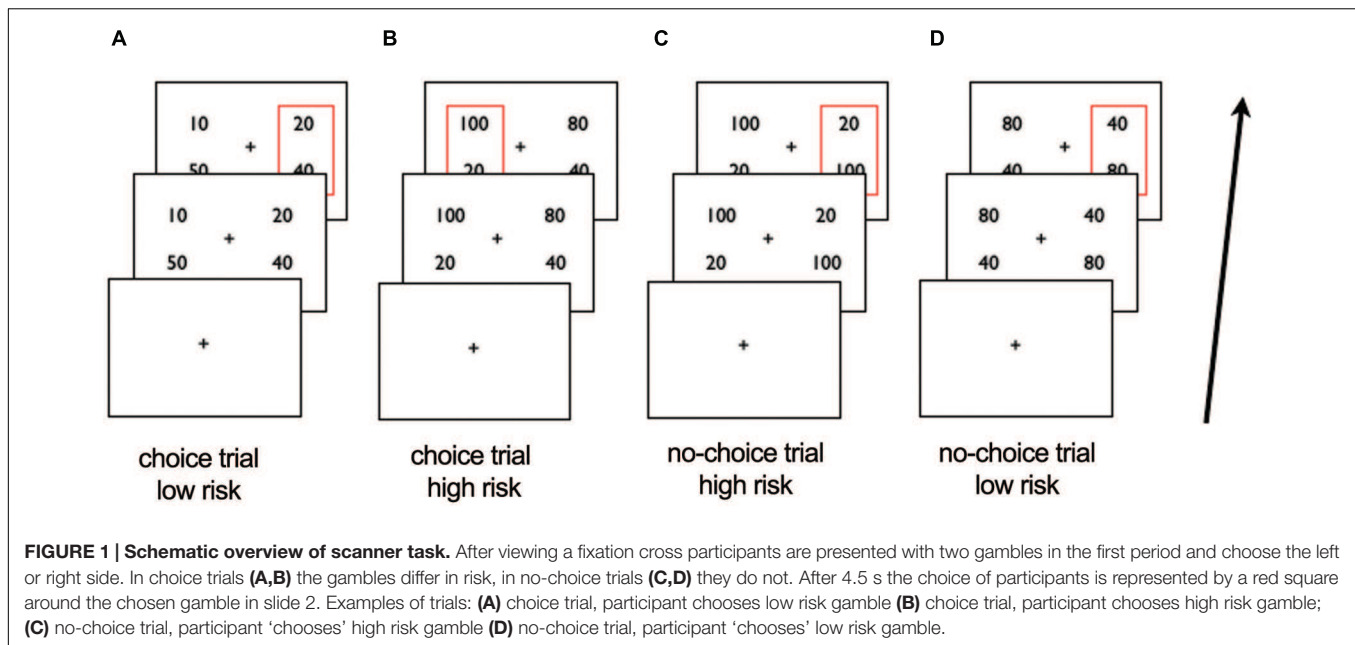 A
10 20
+
50 40
10 20
+
50 40
+
choice trial
low risk
B
100 80
+
20 40
100 80
+
20 40
+
choice trial
high risk
C
100 20
+
20 100
100 20
+
20 100
+
no-choice trial
high risk
D
80 40
+
40 80
80 40
+
40 80
+
no-choice trial
low risk
FIGURE 1 | Schematic overview of scanner task. After viewing a fixation cross participants are presented with two gambles in the first period and choose the left
or right side. In choice trials (A,B) the gambles differ in risk, in no-choice trials (C,D) they do not. After 4.5 s the choice of participants is represented by a red square
around the chosen gamble in slide 2. Examples of trials: (A) choice trial, participant chooses low risk gamble (B) choice trial, participant chooses high risk gamble;
(C) no-choice trial, participant ‘chooses’ high risk gamble (D) no-choice trial, participant ‘chooses’ low risk gamble.